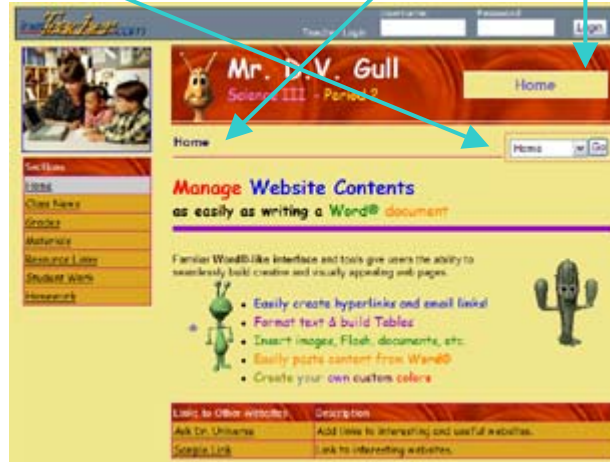 Username Password
Teacher Login Login
Mr. D.V. Gull
Science III - Period 2
Home
Home
Home Go
Sections
Home
Class News
Grades
Materials
Resource Links
Student Work
Homework
Manage Website Contents
as easily as writing a Word® document
Familiar Word®-like interface and tools give users the ability to
seamlessly build creative and visually appealing web pages.
• Easily create hyperlinks and email links!
• Format text & build Tables
• Insert images, Flash, documents, etc.
• Easily paste content from Word®
• Create your own custom colors
Links to Other websites Description
Ask Dr. Universe Add links to interesting and useful websites.
Sample Link Link to interesting websites.